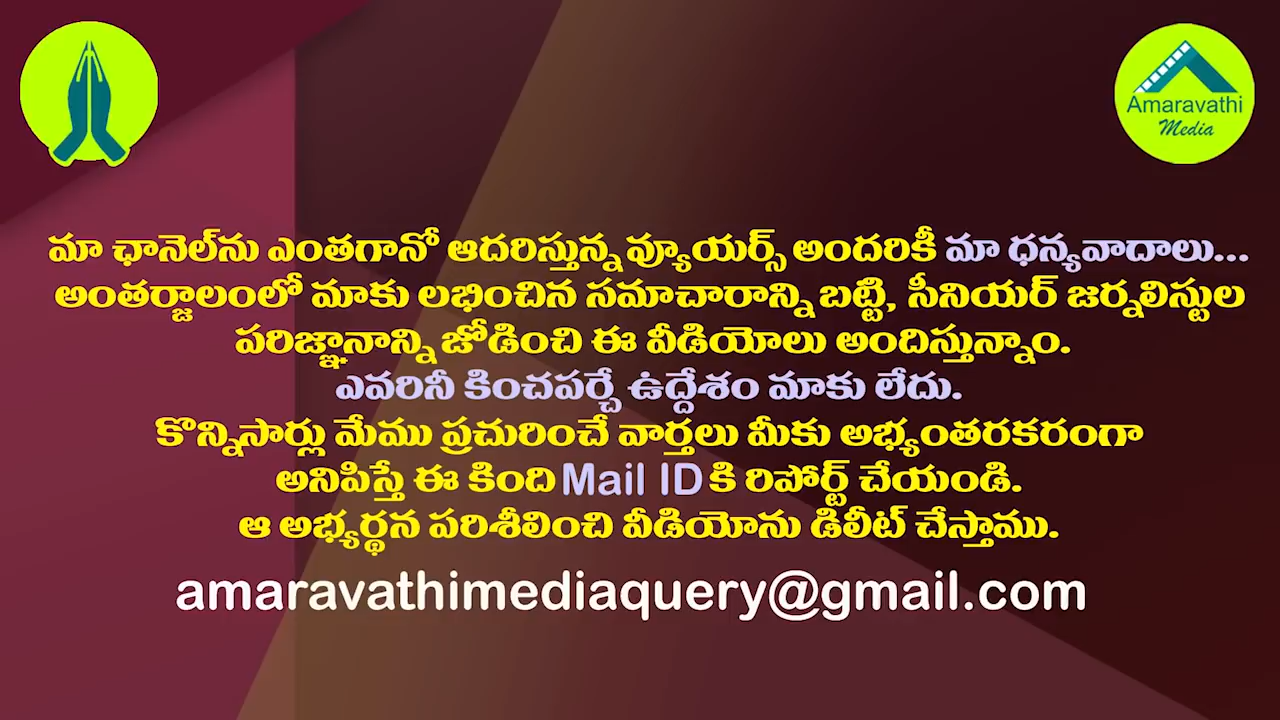 Amaravathi
Media
మా ఛానెల్‌ను ఎంతగానో ఆదరిస్తున్న వ్యూయర్స్ అందరికీ మా ధన్యవాదాలు...
అంతర్జాలంలో మాకు లభించిన సమాచారాన్ని బట్టి, సీనియర్ జర్నలిస్టుల
పరిజ్ఞానాన్ని జోడించి ఈ వీడియోలు అందిస్తున్నాం.
ఎవరినీ కించపర్చే ఉద్దేశం మాకు లేదు.
కొన్నిసార్లు మేము ప్రచురించే వార్తలు మీకు అభ్యంతరకరంగా
అనిపిస్తే ఈ కింది Mail ID కి రిపోర్ట్ చేయండి.
ఆ అభ్యర్థన పరిశీలించి వీడియోను డిలీట్ చేస్తాము.
amaravathimediaquery@gmail.com